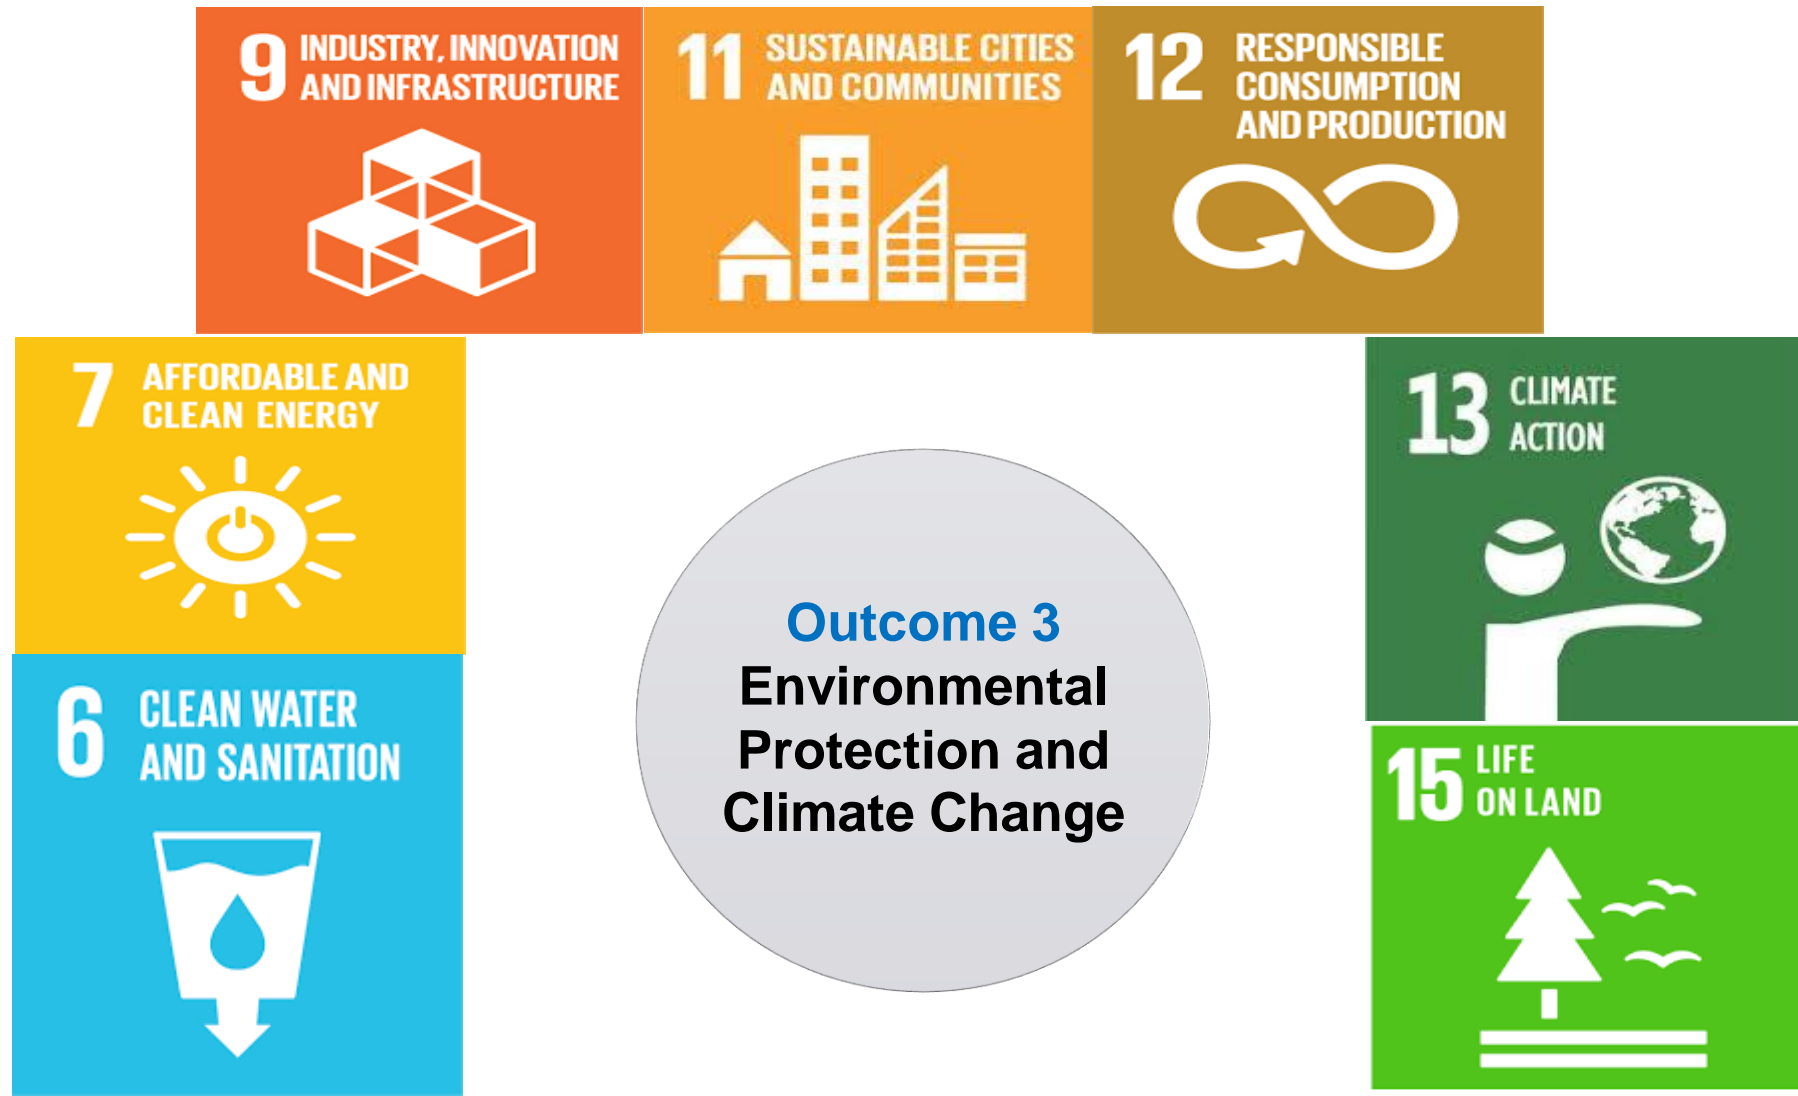 9 INDUSTRY, INNOVATION
AND INFRASTRUCTURE
11 SUSTAINABLE CITIES
AND COMMUNITIES
12 RESPONSIBLE
CONSUMPTION
AND PRODUCTION
7 AFFORDABLE AND
CLEAN ENERGY
6 CLEAN WATER
AND SANITATION
Outcome 3
Environmental
Protection and
Climate Change
13 CLIMATE
ACTION
15 LIFE
ON LAND